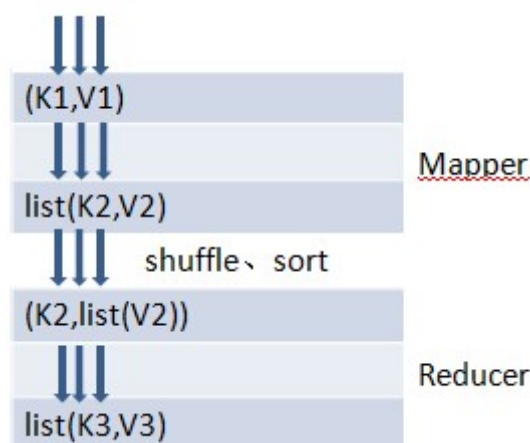 (K1,V1)
Mapper
list(K2,V2)
shuffle、sort
(K2,list(V2))
Reducer
list(K3,V3)